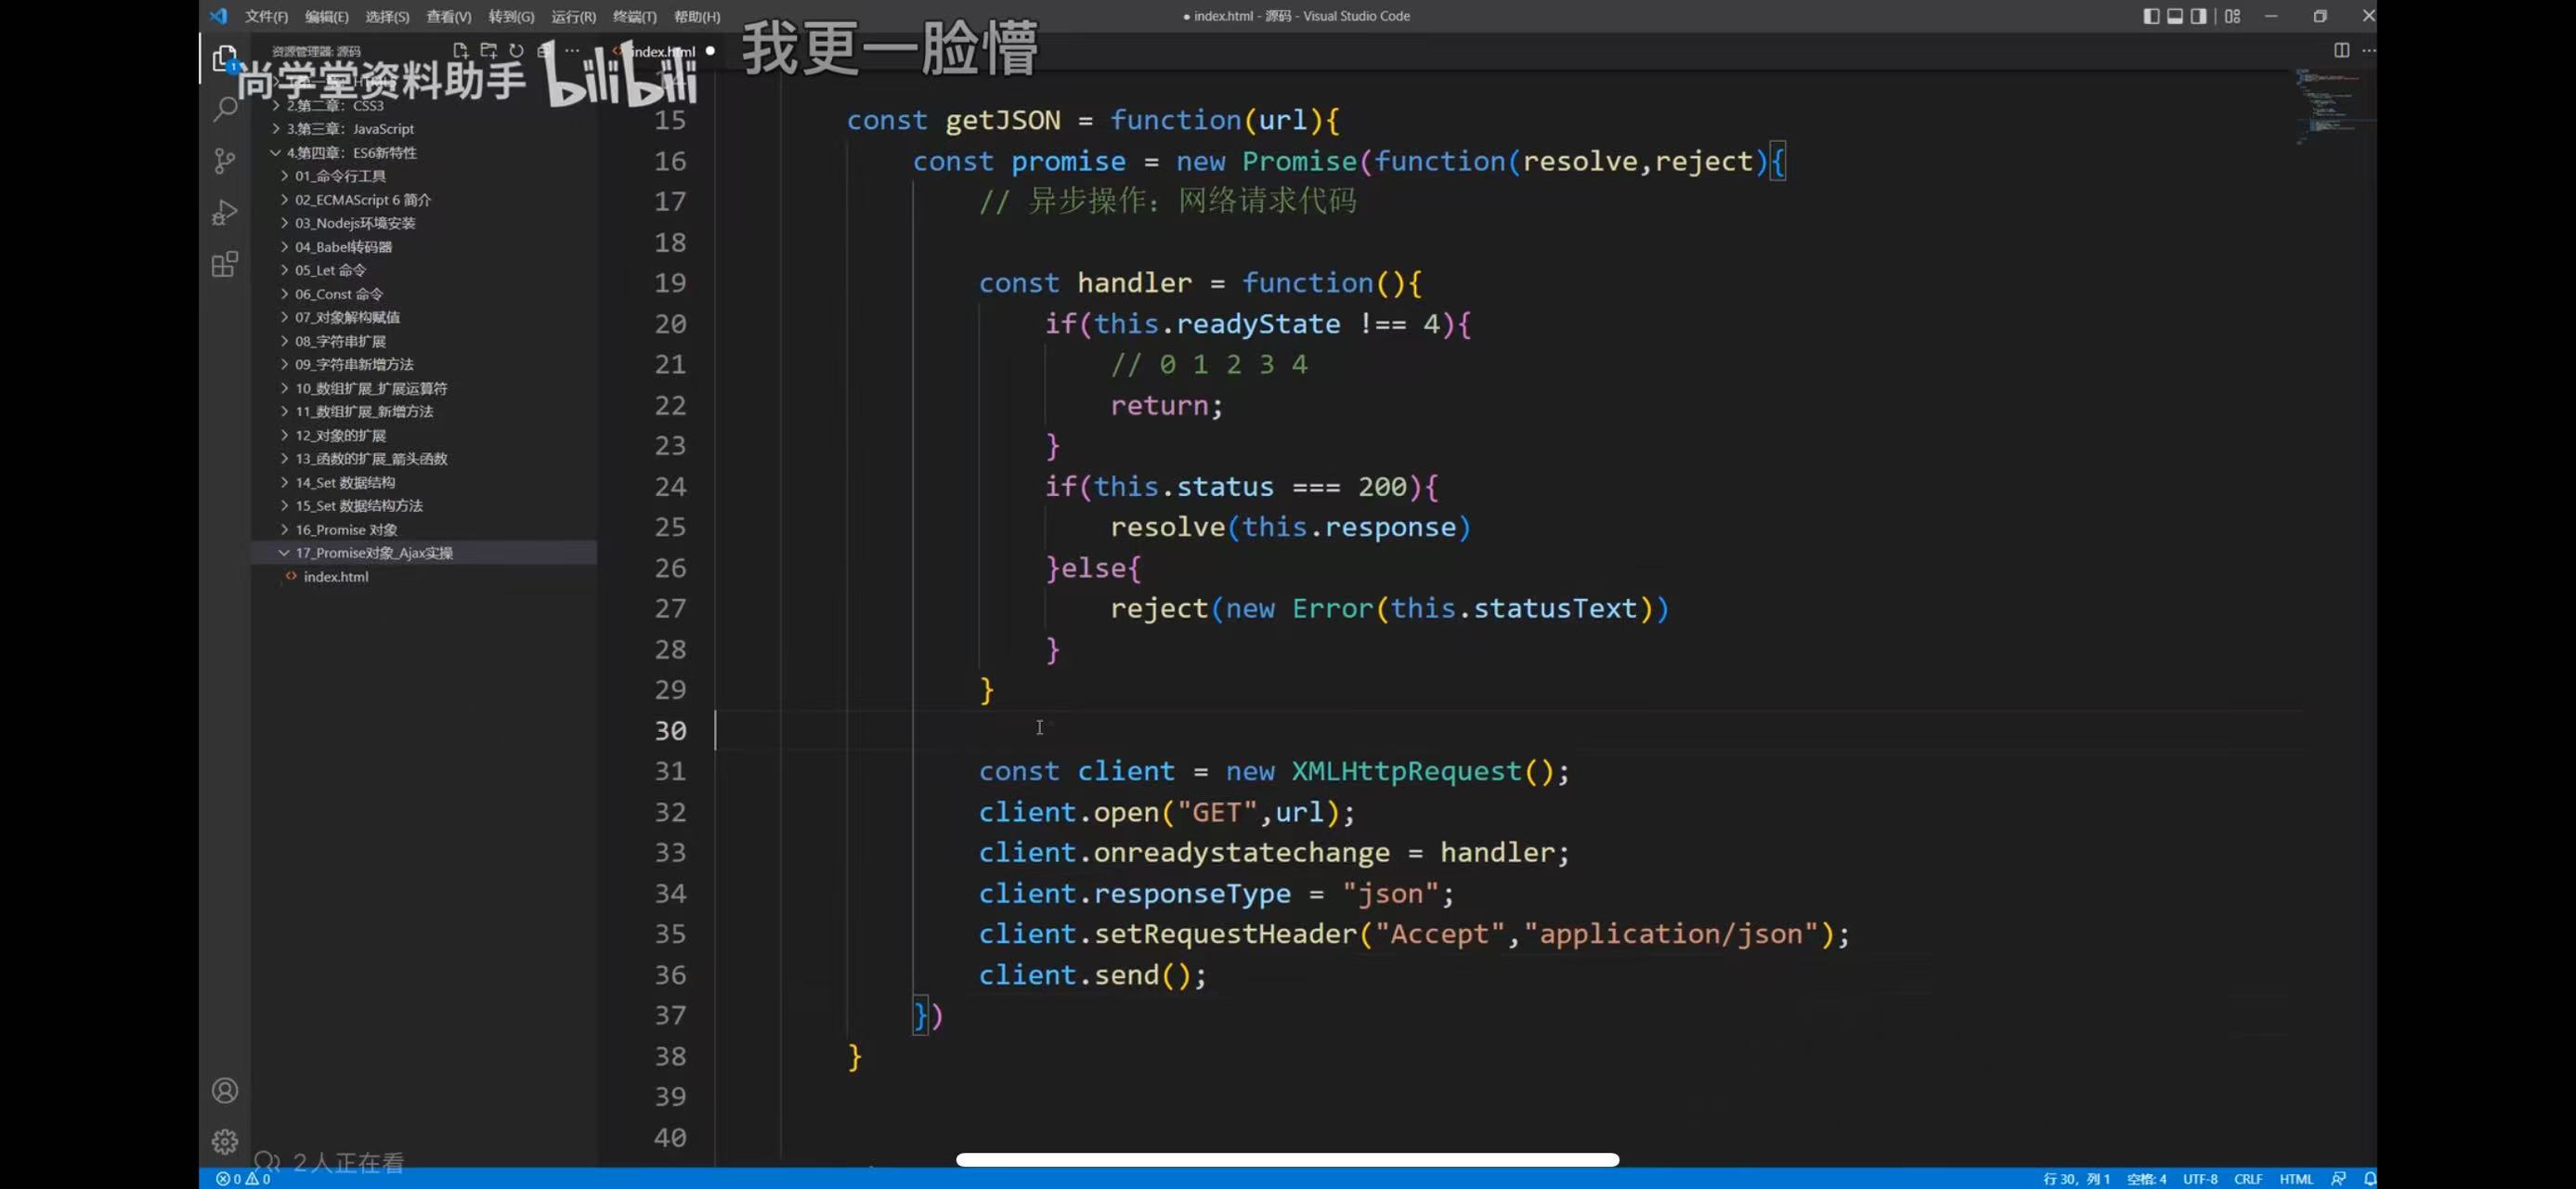 文件(F) 编辑(E) 选择(S) 查看(V) 转到(G) 运行(R) 终端(T) 帮助(H)
● index.html - 源码 - Visual Studio Code
资源管理器: 源码
index.html
我更一脸懵
尚学堂资料助手 bilibili
1
2.第二章：CSS3
3.第三章：JavaScript
4.第四章：ES6新特性
01_命令行工具
02_ECMAScript 6 简介
03_Nodejs环境安装
04_Babel转码器
05_Let 命令
06_Const 命令
07_对象解构赋值
08_字符串扩展
09_字符串新增方法
10_数组扩展_扩展运算符
11_数组扩展_新增方法
12_对象的扩展
13_函数的扩展_箭头函数
14_Set 数据结构
15_Set 数据结构方法
16_Promise 对象
17_Promise对象_Ajax实操
index.html
15 const getJSON = function(url){
16 const promise = new Promise(function(resolve,reject){
17 // 异步操作：网络请求代码
18
19 const handler = function(){
20 if(this.readyState !== 4){
21 // 0 1 2 3 4
22 return;
23 }
24 if(this.status === 200){
25 resolve(this.response)
26 }else{
27 reject(new Error(this.statusText))
28 }
29 }
30
31 const client = new XMLHttpRequest();
32 client.open("GET",url);
33 client.onreadystatechange = handler;
34 client.responseType = "json";
35 client.setRequestHeader("Accept","application/json");
36 client.send();
37 })
38 }
39
40
2人正在看
0 0
行 30，列 1 空格: 4 UTF-8 CRLF HTML